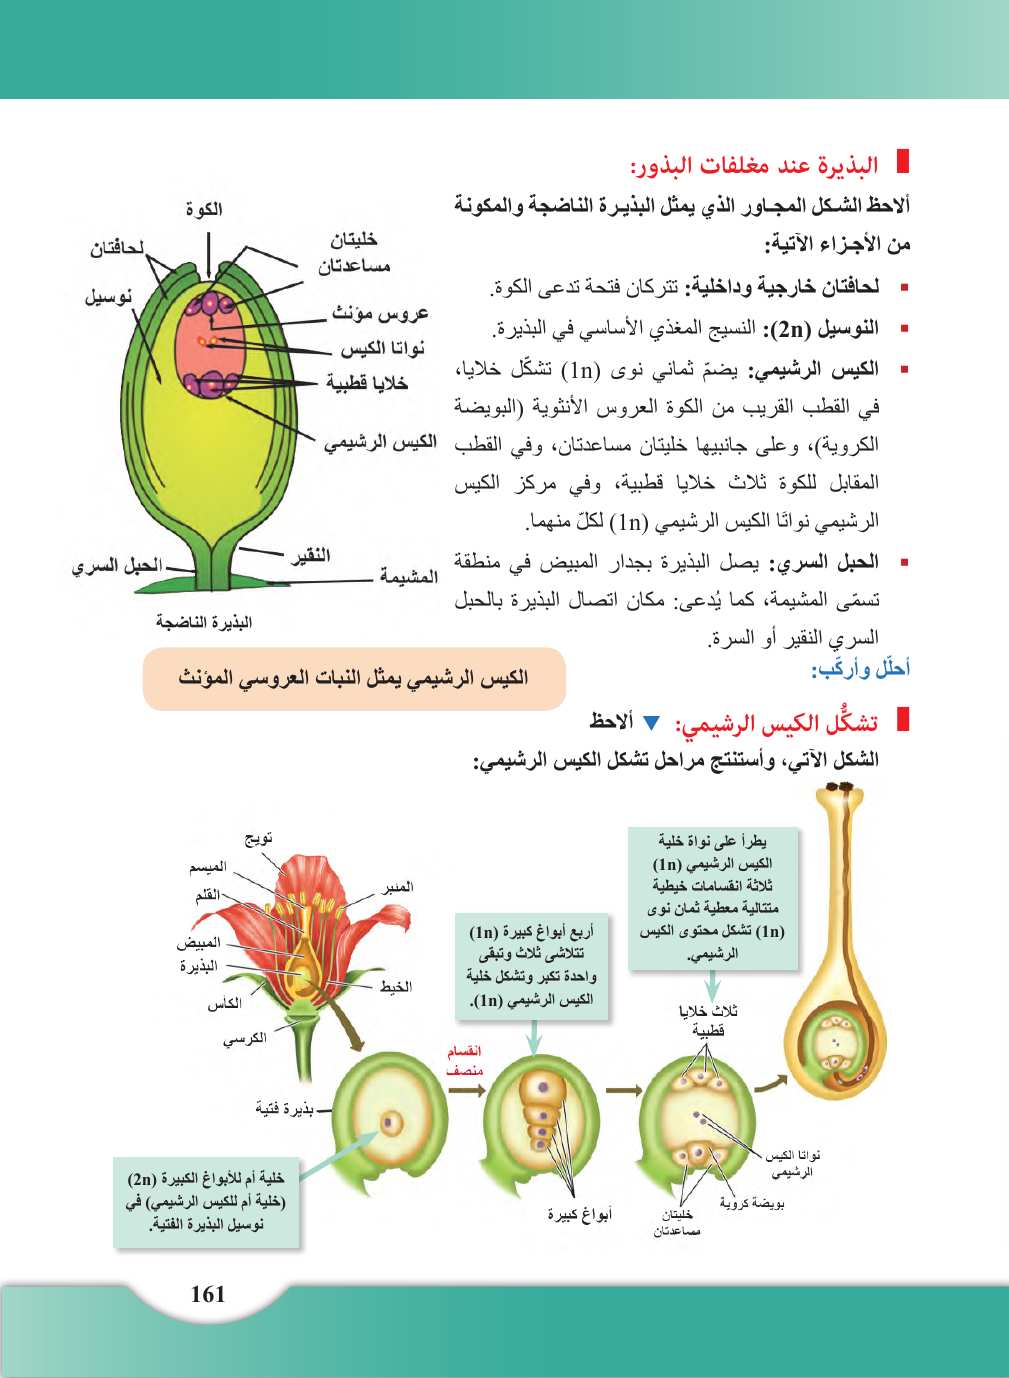 البذيرة عند مغلفات البذور:
ألاحظ الشكل المجاور الذي يمثل البذيرة الناضجة والمكونة
من الأجزاء الآتية:
لحافتان خارجية وداخلية: تتركان فتحة تدعى الكوة.
النوسيل (2n): النسيج المغذي الأساسي في البذيرة.
الكيس الرشيمي: يضمّ ثماني نوى (1n) تشكّل خلايا،
في القطب القريب من الكوة العروس الأنثوية (البويضة
الكروية)، وعلى جانبيها خليتان مساعدتان، وفي القطب
المقابل للكوة ثلاث خلايا قطبية، وفي مركز الكيس
الرشيمي نواتَا الكيس الرشيمي (1n) لكلّ منهما.
الحبل السري: يصل البذيرة بجدار المبيض في منطقة
تسمّى المشيمة، كما يُدعى: مكان اتصال البذيرة بالحبل
السري النقير أو السرة.
الكوة
لحافتان
خليتان
مساعدتان
نوسيل
عروس مؤنث
نواتا الكيس
خلايا قطبية
الكيس الرشيمي
النقير
الحبل السري
المشيمة
البذيرة الناضجة
أحلّل وأركّب:
الكيس الرشيمي يمثل النبات العروسي المؤنث
تشكُّل الكيس الرشيمي: ▼ ألاحظ
الشكل الآتي، وأستنتج مراحل تشكل الكيس الرشيمي:
تويج
الميسم
القلم
المئبر
المبيض
البذيرة
الخيط
الكأس
الكرسي
بذيرة فتية
خلية أم للأبواغ الكبيرة (2n)
(خلية أم للكيس الرشيمي) في
نوسيل البذيرة الفتية.
انقسام
منصف
أربع أبواغ كبيرة (1n)
تتلاشى ثلاث وتبقى
واحدة تكبر وتشكل خلية
الكيس الرشيمي (1n).
أبواغ كبيرة
يطرأ على نواة خلية
الكيس الرشيمي (1n)
ثلاثة انقسامات خيطية
متتالية معطية ثمان نوى
(1n) تشكل محتوى الكيس
الرشيمي.
ثلاث خلايا
قطبية
نواتا الكيس
الرشيمي
بويضة كروية
خليتان
مساعدتان
161